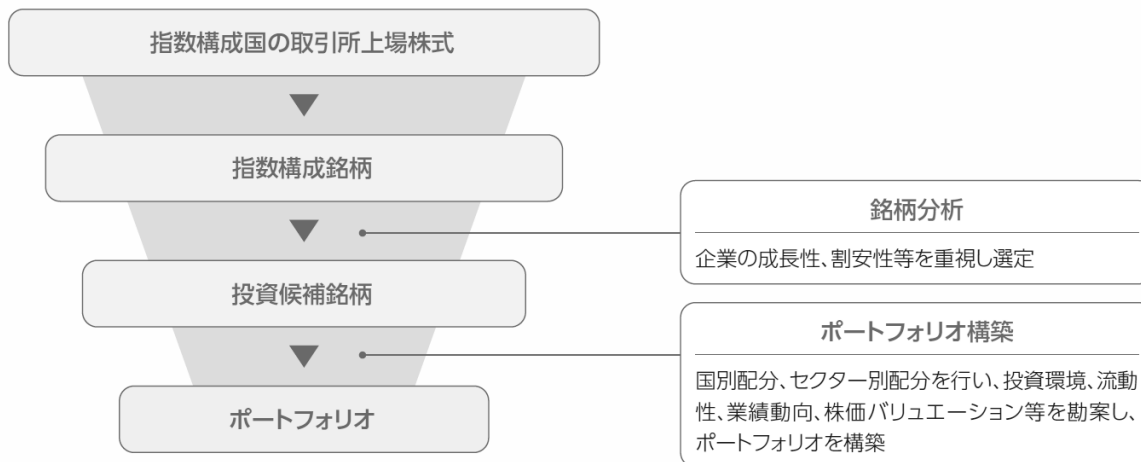 指数構成国の取引所上場株式
指数構成銘柄
投資候補銘柄
ポートフォリオ
銘柄分析
企業の成長性、割安性等を重視し選定
ポートフォリオ構築
国別配分、セクター別配分を行い、投資環境、流動
性、業績動向、株価バリュエーション等を勘案し、
ポートフォリオを構築